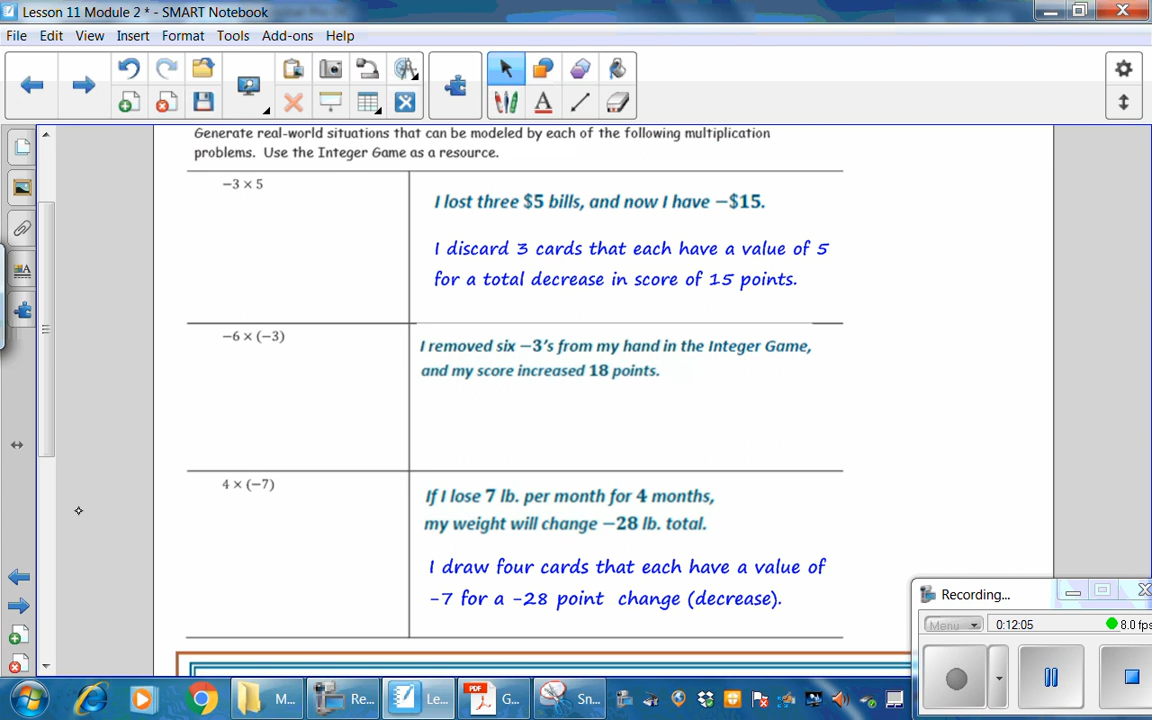 Lesson 11 Module 2 * - SMART Notebook
File Edit View Insert Format Tools Add-ons Help
Generate real-world situations that can be modeled by each of the following multiplication
problems. Use the Integer Game as a resource.
−3 × 5
I lost three $5 bills, and now I have −$15.
I discard 3 cards that each have a value of 5
for a total decrease in score of 15 points.
−6 × (−3)
I removed six −3's from my hand in the Integer Game,
and my score increased 18 points.
4 × (−7)
If I lose 7 lb. per month for 4 months,
my weight will change −28 lb. total.
I draw four cards that each have a value of
-7 for a -28 point change (decrease).
Recording...
Menu 0:12:05 8.0 fps
M... Re... Le... G... Sn...